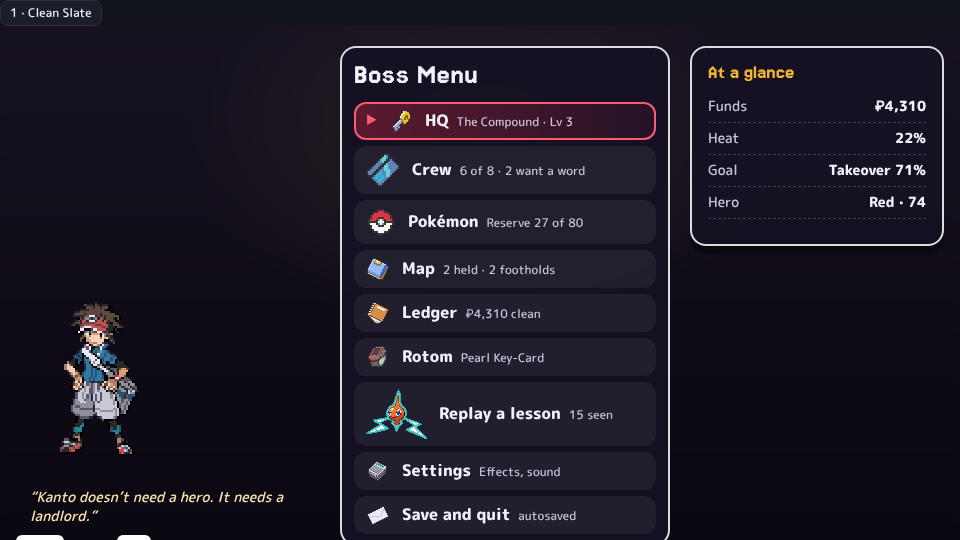 1 · Clean Slate
Boss Menu
HQ The Compound · Lv 3
Crew 6 of 8 · 2 want a word
Pokémon Reserve 27 of 80
Map 2 held · 2 footholds
Ledger ₽4,310 clean
Rotom Pearl Key-Card
Replay a lesson 15 seen
Settings Effects, sound
Save and quit autosaved
At a glance
Funds ₽4,310
Heat 22%
Goal Takeover 71%
Hero Red · 74
“Kanto doesn’t need a hero. It needs a
landlord.”